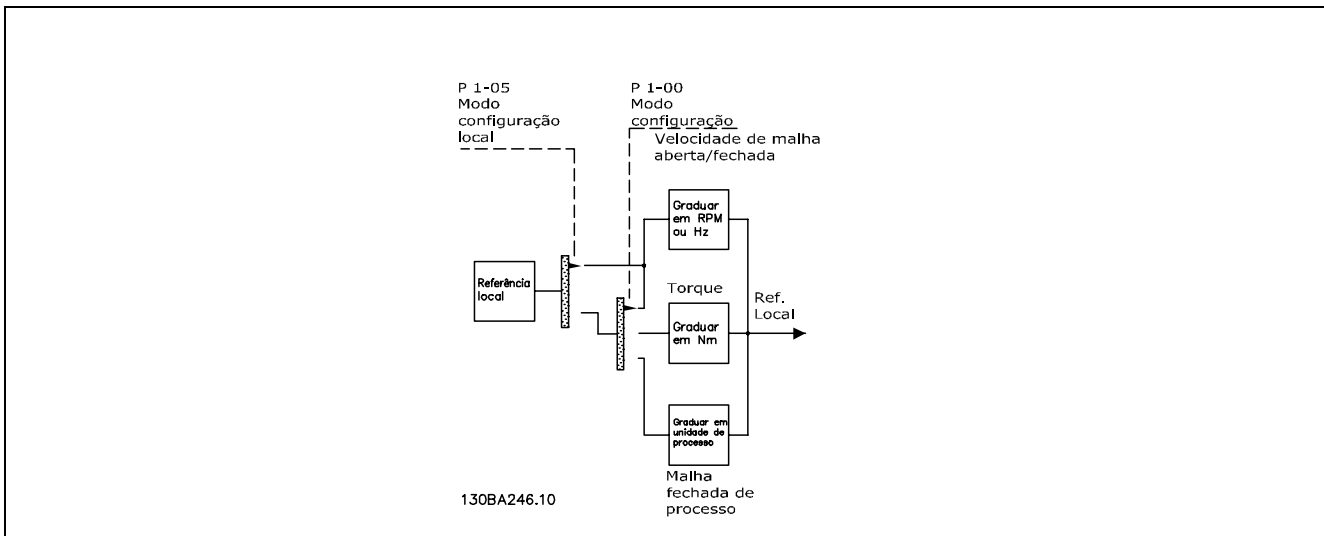 P 1-05
Modo
configuração
local
P 1-00
Modo
configuração
Velocidade de malha
aberta/fechada
Graduar
em RPM
ou Hz
Referência
local
Torque
Graduar
em Nm
Ref.
Local
Graduar em
unidade de
processo
Malha
fechada de
processo
130BA246.10